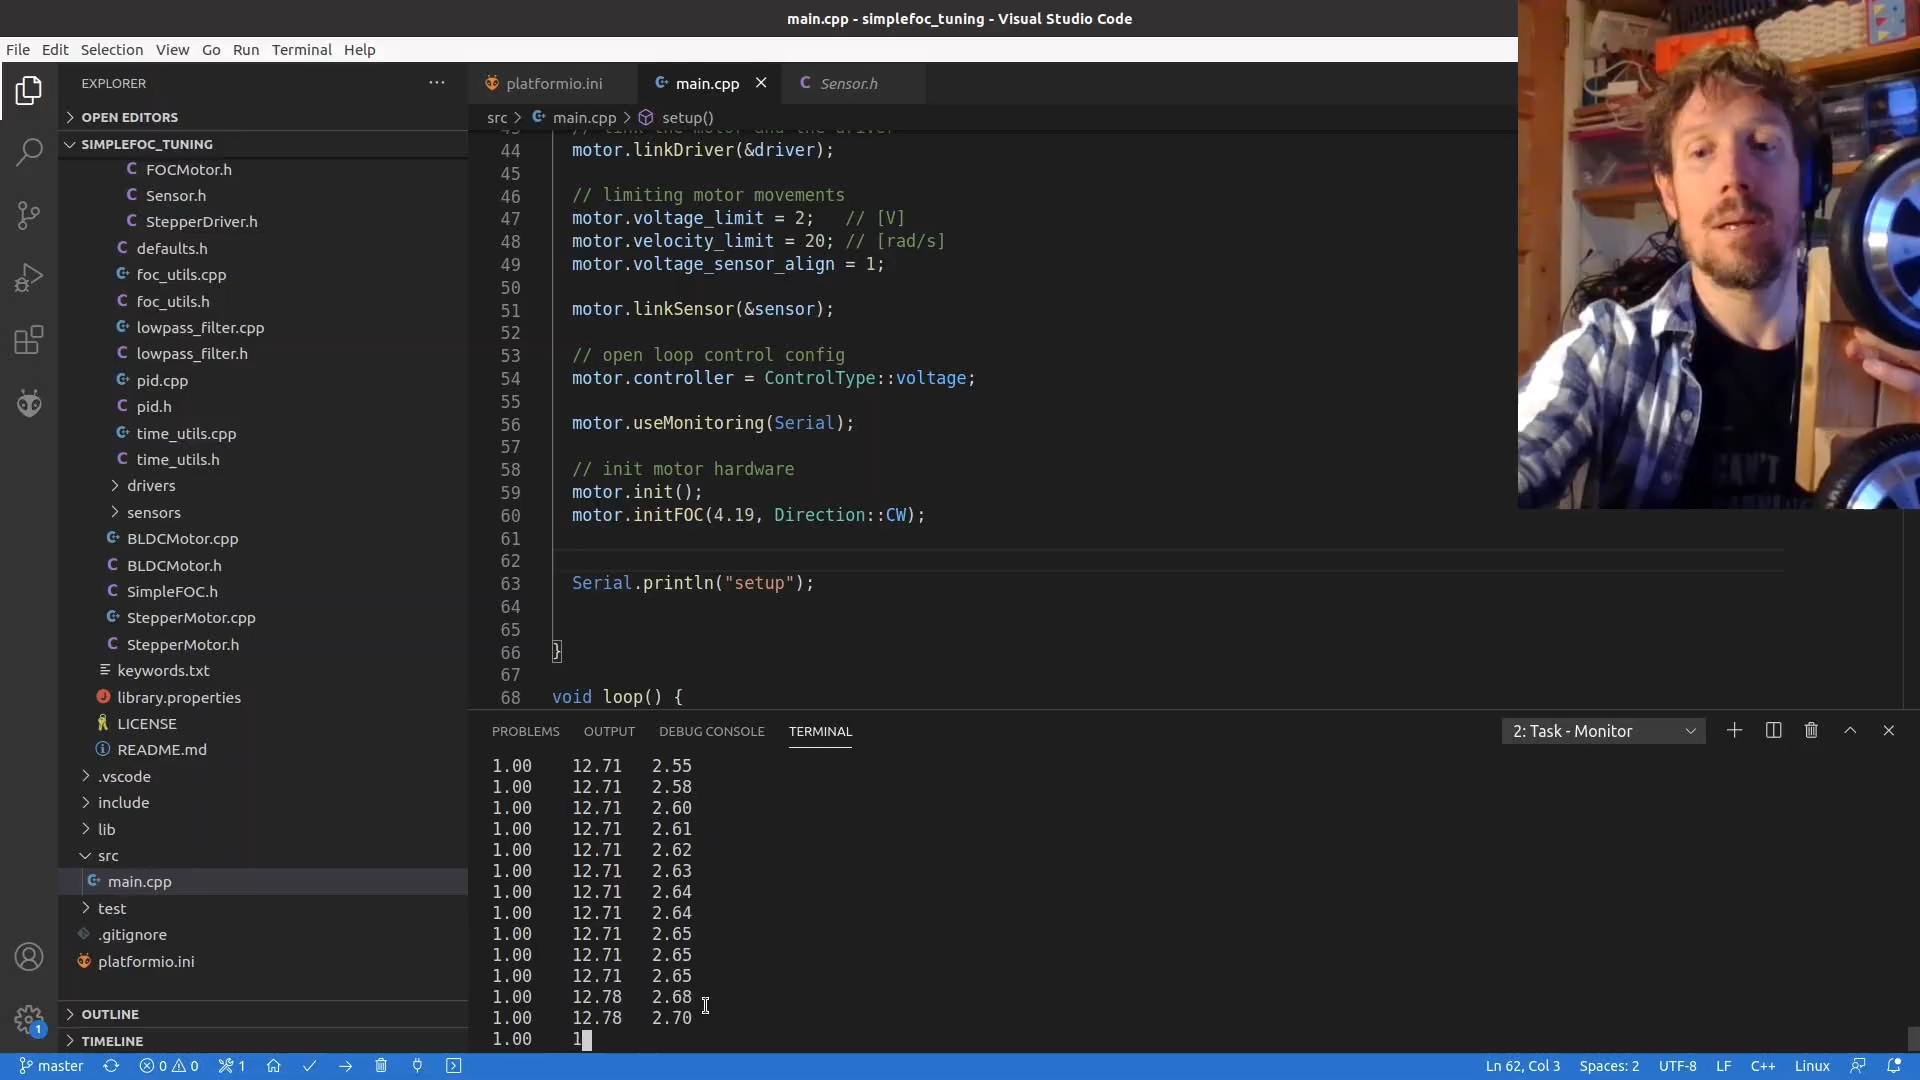 main.cpp - simplefoc_tuning - Visual Studio Code
File Edit Selection View Go Run Terminal Help
EXPLORER
OPEN EDITORS
SIMPLEFOC_TUNING
FOCMotor.h
Sensor.h
StepperDriver.h
defaults.h
foc_utils.cpp
foc_utils.h
lowpass_filter.cpp
lowpass_filter.h
pid.cpp
pid.h
time_utils.cpp
time_utils.h
drivers
sensors
BLDCMotor.cpp
BLDCMotor.h
SimpleFOC.h
StepperMotor.cpp
StepperMotor.h
keywords.txt
library.properties
LICENSE
README.md
.vscode
include
lib
src
main.cpp
test
.gitignore
platformio.ini
OUTLINE
TIMELINE
platformio.ini main.cpp Sensor.h
src > main.cpp > setup()
43 // link the motor and the driver
44 motor.linkDriver(&driver);
45
46 // limiting motor movements
47 motor.voltage_limit = 2; // [V]
48 motor.velocity_limit = 20; // [rad/s]
49 motor.voltage_sensor_align = 1;
50
51 motor.linkSensor(&sensor);
52
53 // open loop control config
54 motor.controller = ControlType::voltage;
55
56 motor.useMonitoring(Serial);
57
58 // init motor hardware
59 motor.init();
60 motor.initFOC(4.19, Direction::CW);
61
62
63 Serial.println("setup");
64
65
66 }
67
68 void loop() {
PROBLEMS OUTPUT DEBUG CONSOLE TERMINAL 2: Task - Monitor
1.00 12.71 2.55
1.00 12.71 2.58
1.00 12.71 2.60
1.00 12.71 2.61
1.00 12.71 2.62
1.00 12.71 2.63
1.00 12.71 2.64
1.00 12.71 2.64
1.00 12.71 2.65
1.00 12.71 2.65
1.00 12.71 2.65
1.00 12.78 2.68
1.00 12.78 2.70
1.00 1
1
master 0 0 1 Ln 62, Col 3 Spaces: 2 UTF-8 LF C++ Linux